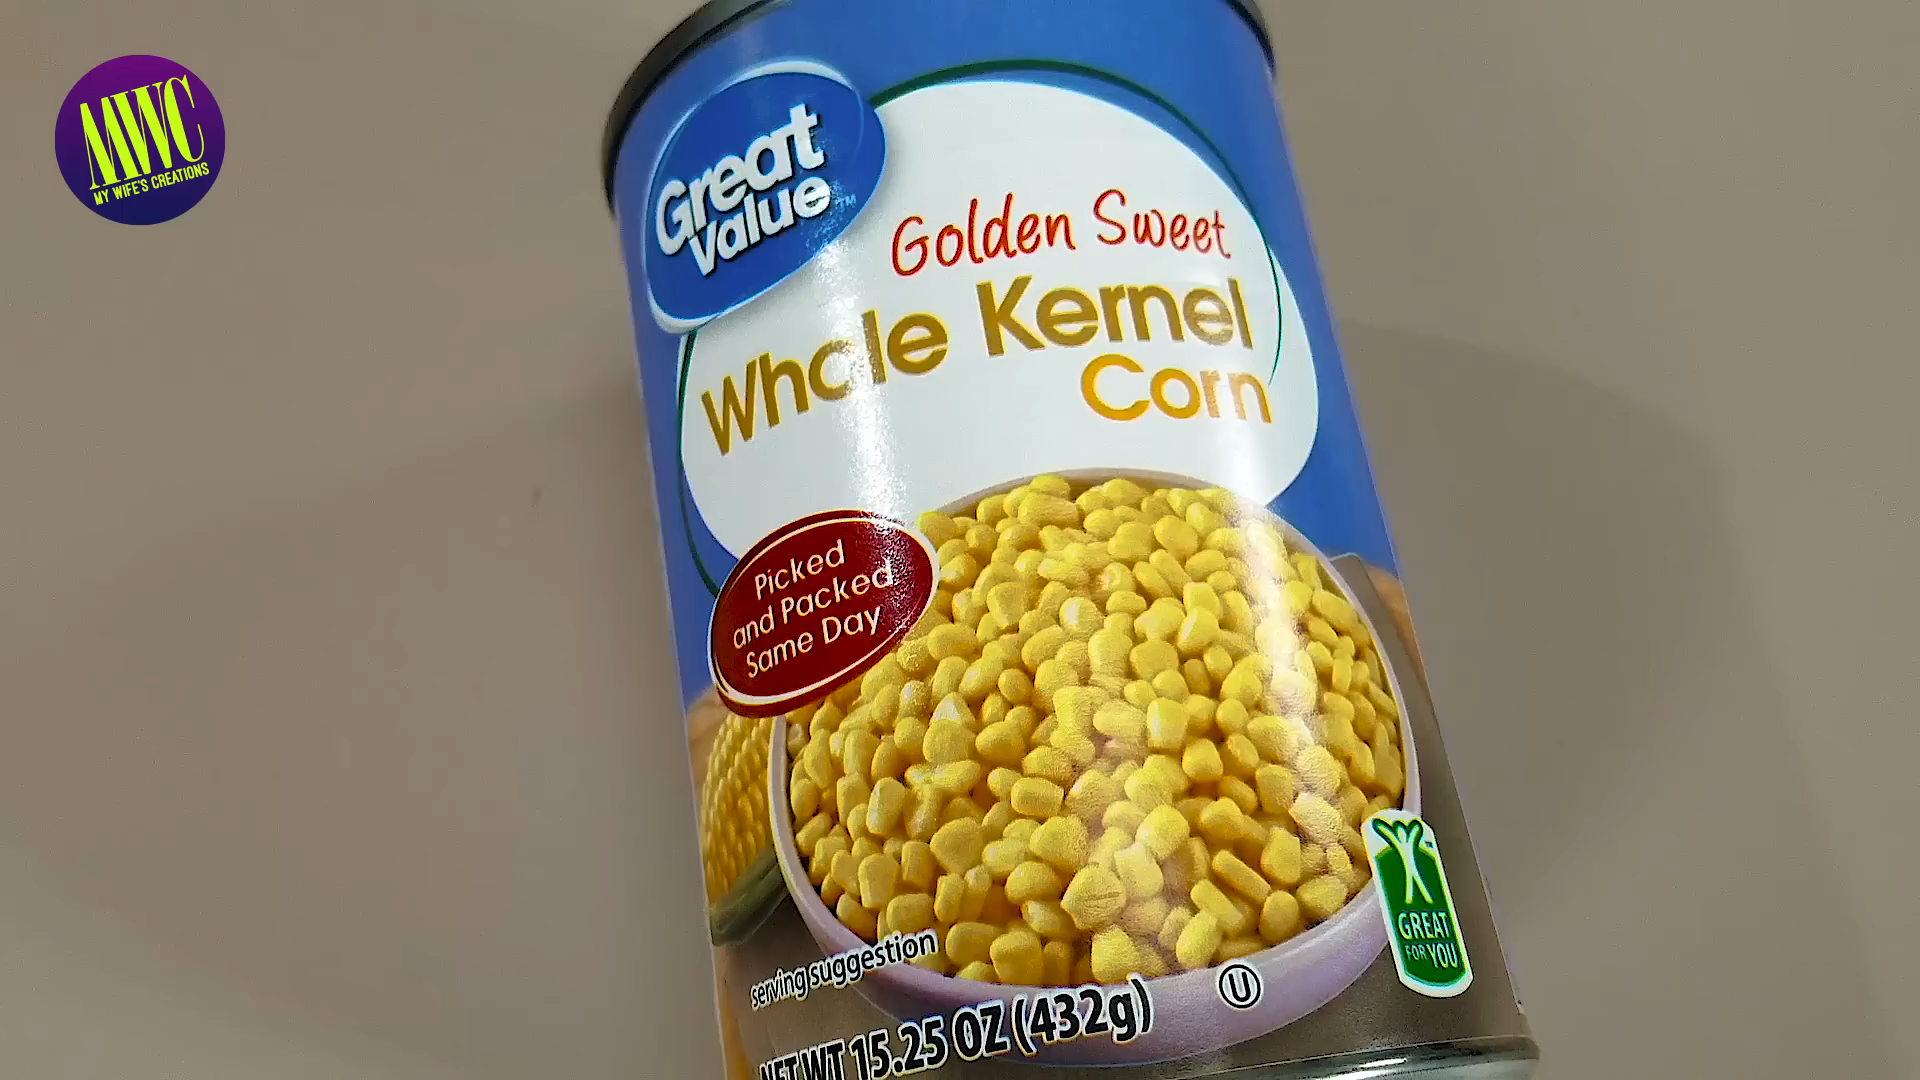 MWC
MY WIFE'S CREATIONS
Great
Value™
Golden Sweet
Whole Kernel
Corn
Picked
and Packed
Same Day
GREAT
FOR YOU
serving suggestion
U
NET WT 15.25 OZ (432g)